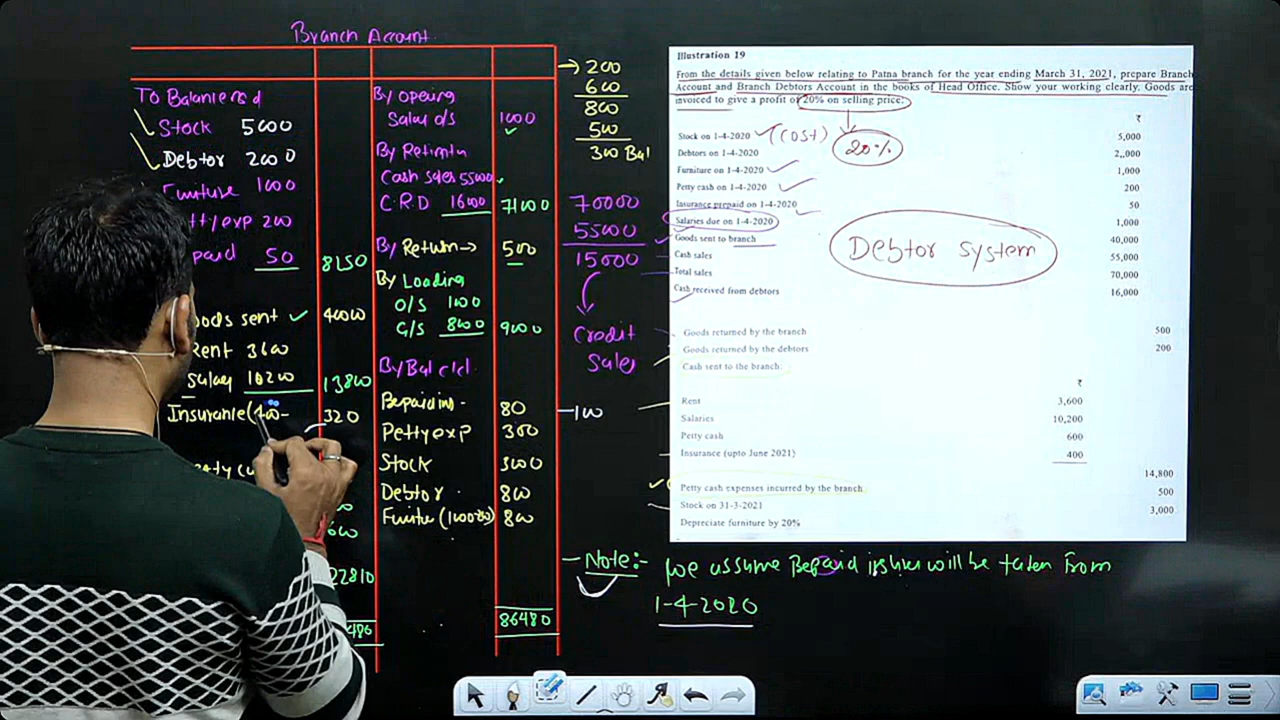 Branch Account
To Balance b d
Stock 5000
Debtor 2000
Furniture 1000
ttyexp 200
paid 50 8250
oods sent ✓ 40000
Rent 3600
Salary 10200 13800
Insurance (400- 320
600
22810
486
By Opening
Salary o/s 1000
By Remittn
Cash sales 55000
C.R.D 16000 71000
By Return→ 500
By Loading
O/S 1000
G/S 8000 9000
By Bal c/d.
Bepaid ins - 80
Petty exp 300
Stock 3000
Debtor . 800
800
86480
→ 200
600
800
500
300 Bal
70000
55000
15000
Credit
Sales
-100
Illustration 19
From the details given below relating to Patna branch for the year ending March 31, 2021, prepare Branch
Account and Branch Debtors Account in the books of Head Office. Show your working clearly. Goods are
invoiced to give a profit of 20% on selling price:
₹
Stock on 1-4-2020 ✓ (COST) 5,000
20%
Debtors on 1-4-2020 2,,000
Furniture on 1-4-2020 1,000
Petty cash on 1-4-2020 200
Insurance prepaid on 1-4-2020 50
Salaries due on 1-4-2020 1,000
Goods sent to branch 40,000
Cash sales 55,000
Total sales 70,000
Cash received from debtors 16,000
Debtor system
Goods returned by the branch 500
Goods returned by the debtors 200
Cash sent to the branch:
₹
Rent 3,600
Salaries 10,200
Petty cash 600
Insurance (upto June 2021) 400
14,800
Petty cash expenses incurred by the branch 500
Stock on 31-3-2021 3,000
Depreciate furniture by 20%
- Note:- we assume Bepaid will be taken From
1-4-2020